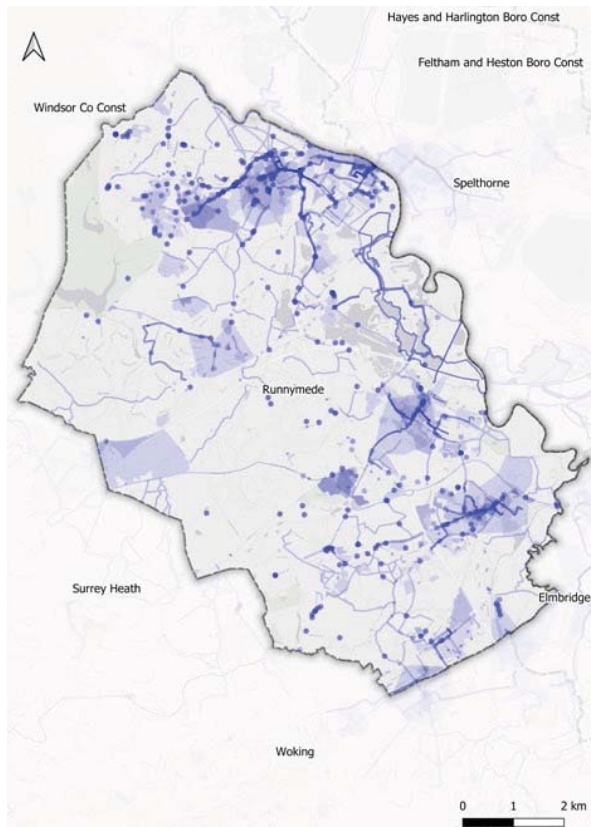 Hayes and Harlington Boro Const
Feltham and Heston Boro Const
Windsor Co Const
Spelthorne
Runnymede
Surrey Heath
Elmbridge
Woking
0 1 2 km